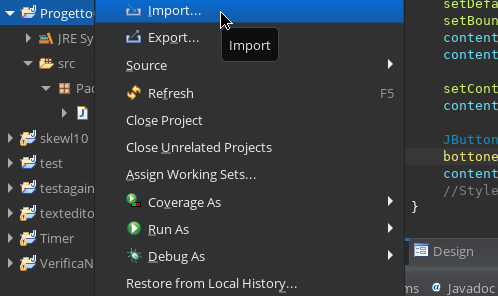 Progetto
JRE Sy
src
Pac
skewl10
test
testagain
textedito
Timer
VerificaN
Import...
Export...
Import
Source
Refresh F5
Close Project
Close Unrelated Projects
Assign Working Sets...
Coverage As
Run As
Debug As
Restore from Local History...
setDefa
setBoun
content
content
setCont
content
JButton
bottone
content
//Style
}
Design
ms @ Javadoc